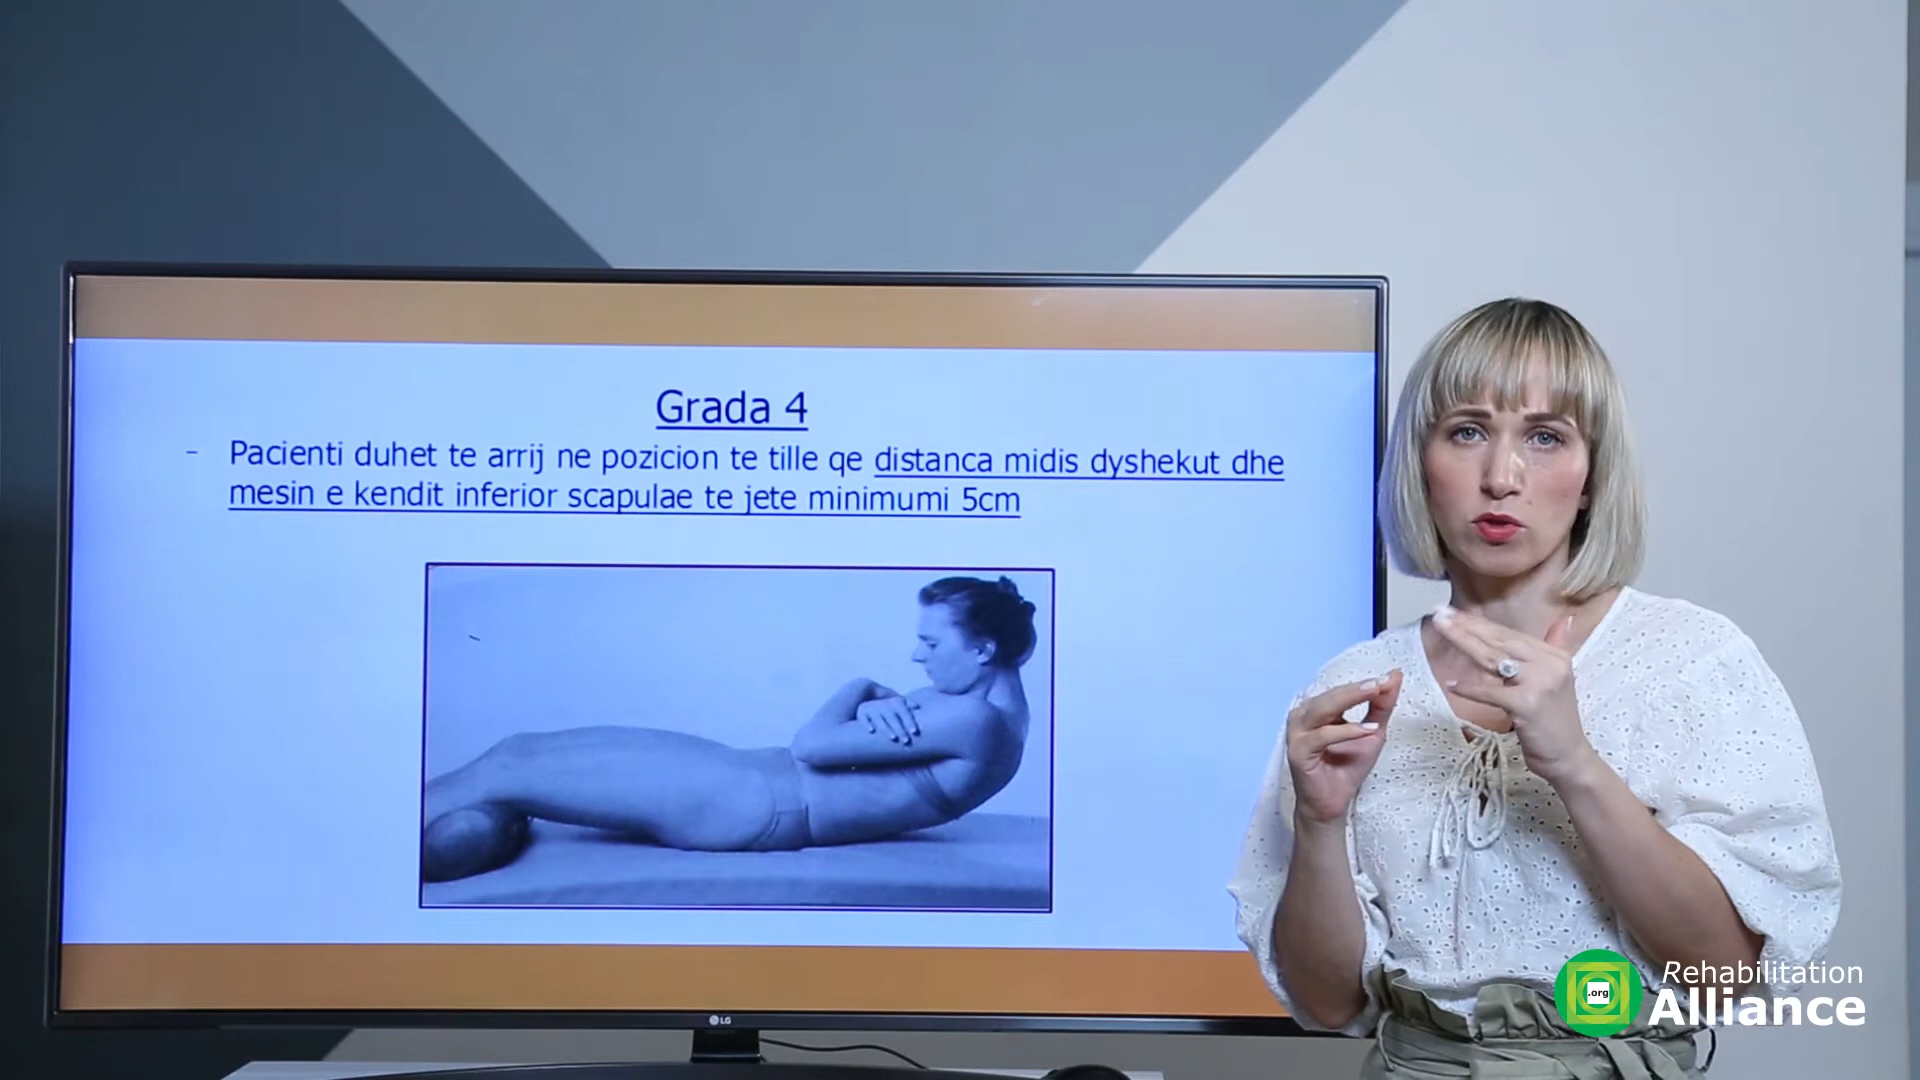 Grada 4
- Pacienti duhet te arrij ne pozicion te tille qe distanca midis dyshekut dhe
mesin e kendit inferior scapulae te jete minimumi 5cm
LG
.org
Rehabilitation
Alliance